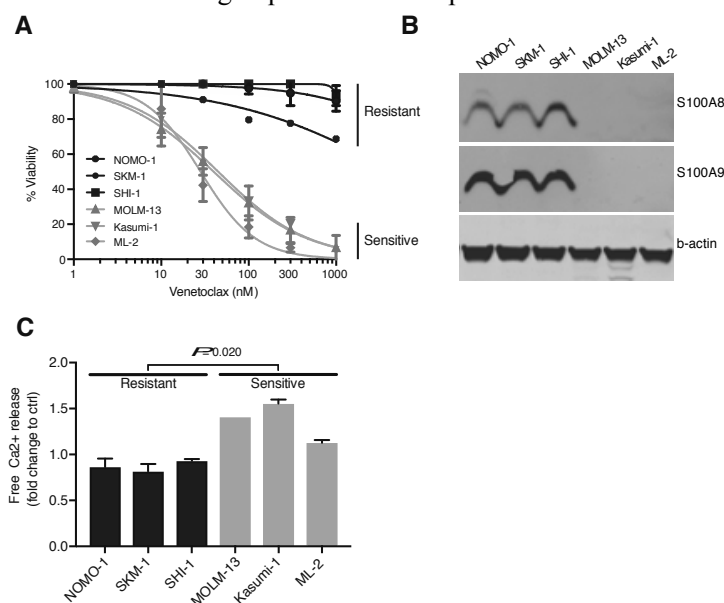 A
B
NOMO-1
SKM-1
SHI-1
MOLM-13
Kasumi-1
ML-2
S100A8
S100A9
b-actin
100
80
60
40
20
0
% Viability
NOMO-1
SKM-1
SHI-1
MOLM-13
Kasumi-1
ML-2
Resistant
Sensitive
1
10
30
100
300
1000
Venetoclax (nM)
C
P=0.020
Resistant
Sensitive
2.0
1.5
1.0
0.5
0.0
Free Ca2+ release
(fold change to ctrl)
NOMO-1
SKM-1
SHI-1
MOLM-13
Kasumi-1
ML-2